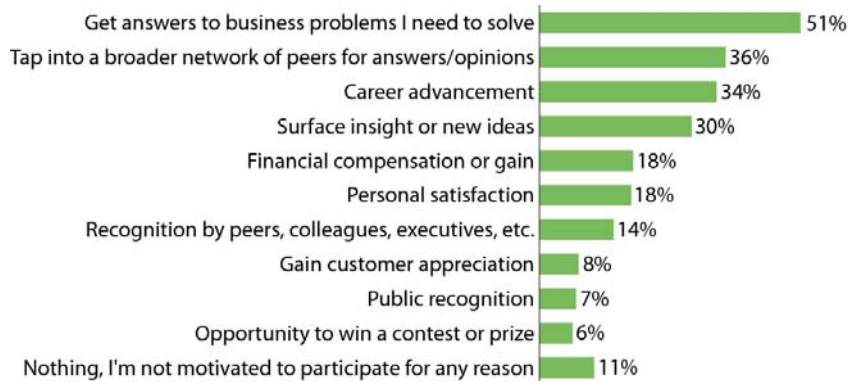 Get answers to business problems I need to solve 51%
Tap into a broader network of peers for answers/opinions 36%
Career advancement 34%
Surface insight or new ideas 30%
Financial compensation or gain 18%
Personal satisfaction 18%
Recognition by peers, colleagues, executives, etc. 14%
Gain customer appreciation 8%
Public recognition 7%
Opportunity to win a contest or prize 6%
Nothing, I'm not motivated to participate for any reason 11%